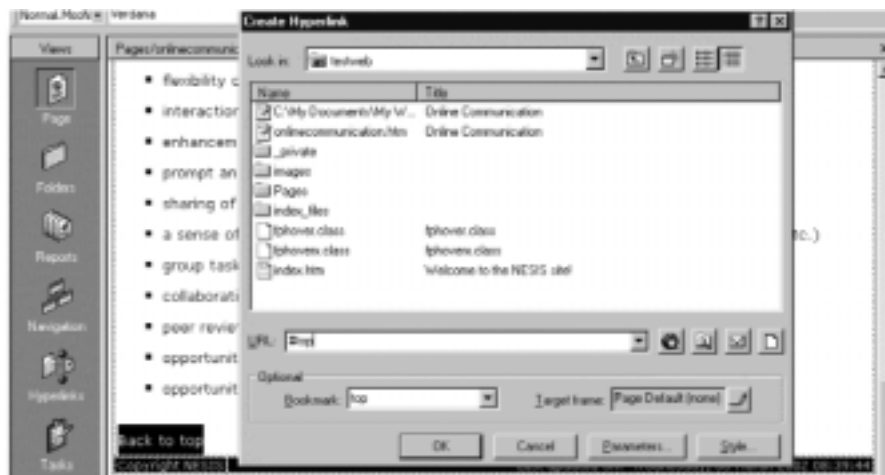 Normal.MsoN Verdana
Views
Page
Folders
Reports
Navigation
Hyperlinks
Tasks
Pages/onlinecommunic
• flexibility
• interaction
• enhancem
• prompt an
• sharing of
• a sense of
• group task
• collaborati
• peer review
• opportunit
• opportunit
Back to top
Copyright NESIS
tc.)
Create Hyperlink
Look in: testweb
Name Title
C:\My Documents\My W... Online Communication
onlinecommunication.htm Online Communication
_private
images
Pages
index_files
fphover.class fphover.class
fphoverx.class fphoverx.class
index.htm Welcome to the NESIS site!
URL: #top
Optional
Bookmark: top Target frame: Page Default (none)
OK Cancel Parameters... Style...